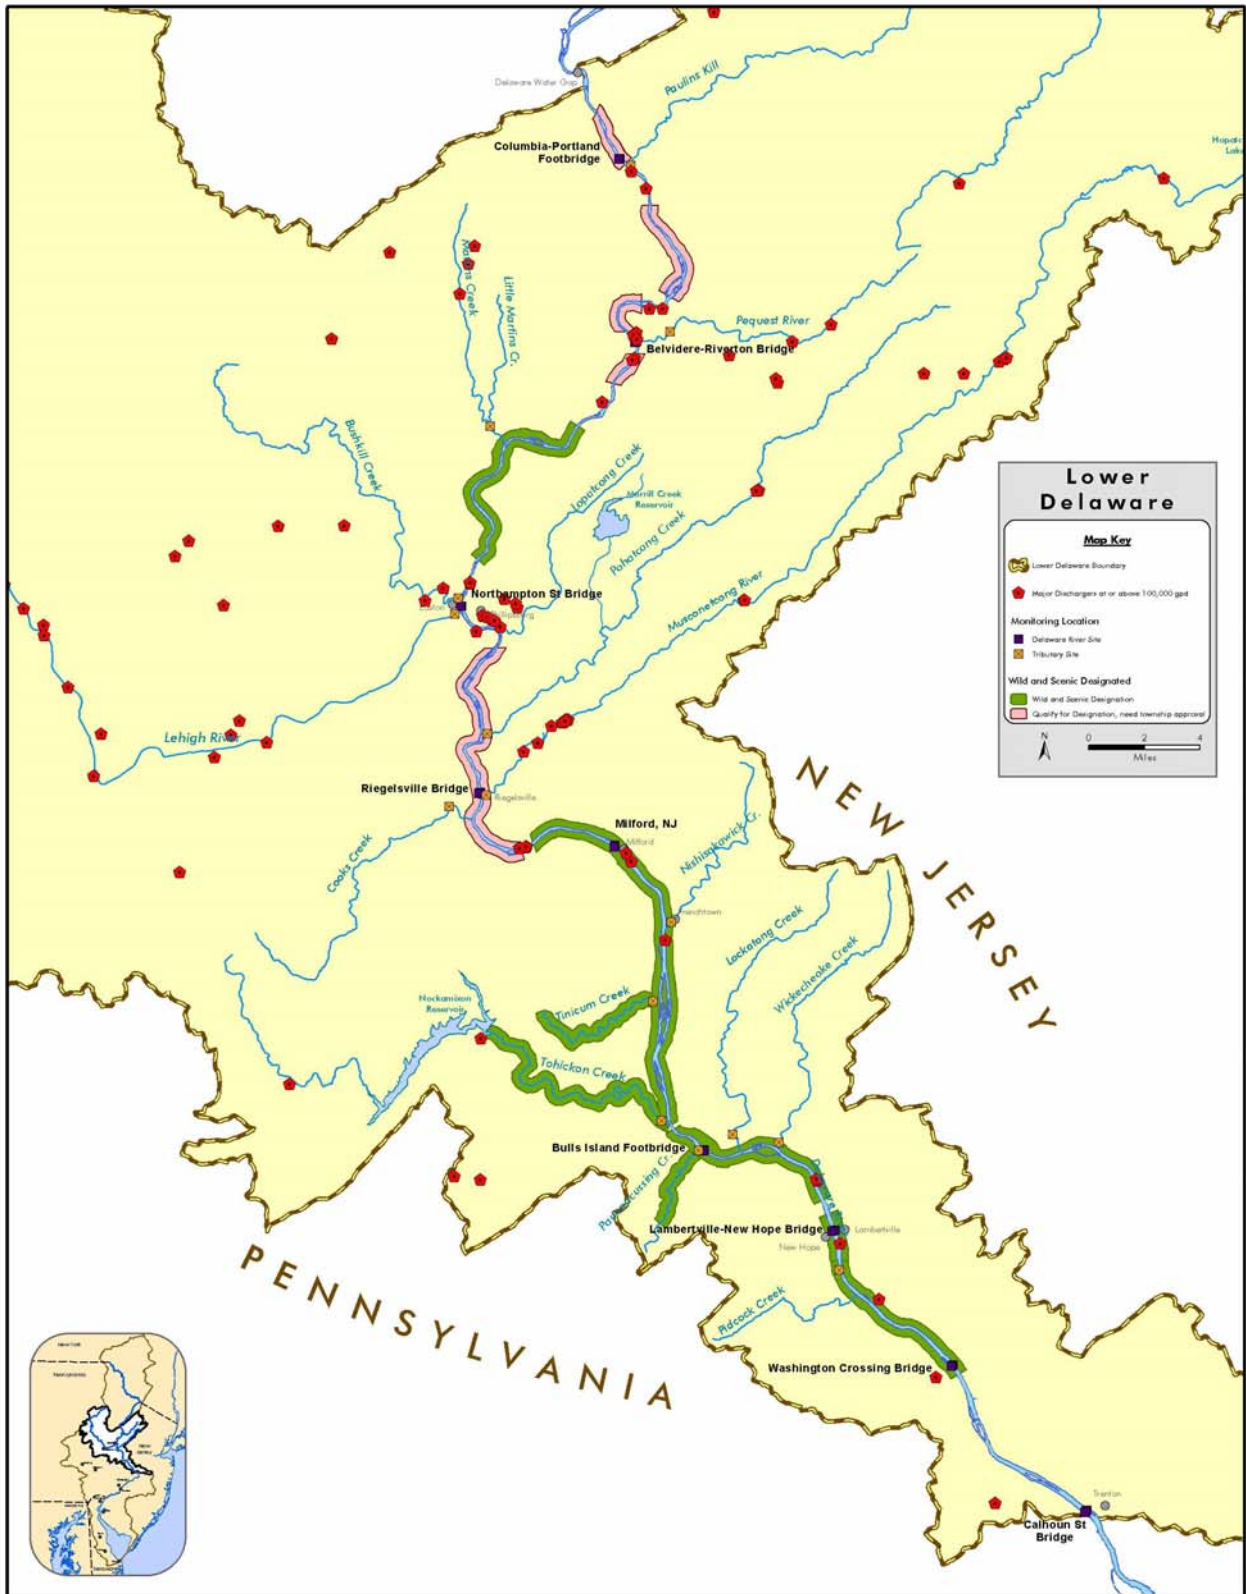 Delaware Water Gap
Paulins Kill
Columbia-Portland
Footbridge
Lake
Martins Creek
Little Martins Cr.
Pequest River
Belvidere-Riverton Bridge
Bushkill Creek
Lopatcong Creek
Merrill Creek
Reservoir
Pohatcong Creek
Lower
Delaware
Map Key
Lower Delaware Boundary
Major Dischargers at or above 100,000 gpd
Monitoring Location
Delaware River Site
Tributary Site
Wild and Scenic Designated
Wild and Scenic Designation
Qualify for Designation, need township approval
N
0 2 4
Miles
Northampton St Bridge
Easton
Phillipsburg
Musconetcong River
Lehigh River
Riegelsville Bridge
Riegelsville
NEW JERSEY
Milford, NJ
Milford
Nishisakawick Cr.
Cooks Creek
Frenchtown
Lockatong Creek
Wickecheoke Creek
Nockamixon
Reservoir
Tinicum Creek
Tohickon Creek
Bulls Island Footbridge
Paunacussing Cr.
Lambertville-New Hope Bridge
Lambertville
New Hope
PENNSYLVANIA
Pidcock Creek
Washington Crossing Bridge
Trenton
Calhoun St
Bridge